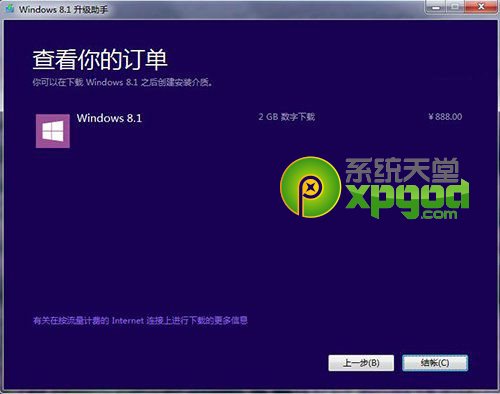 Windows 8.1 升级助手
查看你的订单
你可以在下载 Windows 8.1 之后创建安装介质。
Windows 8.1 2 GB 数字下载 ¥888.00
系统天堂
xpgod
.com
有关在按流量计费的 Internet 连接上进行下载的更多信息
上一步(B) 结帐(C)